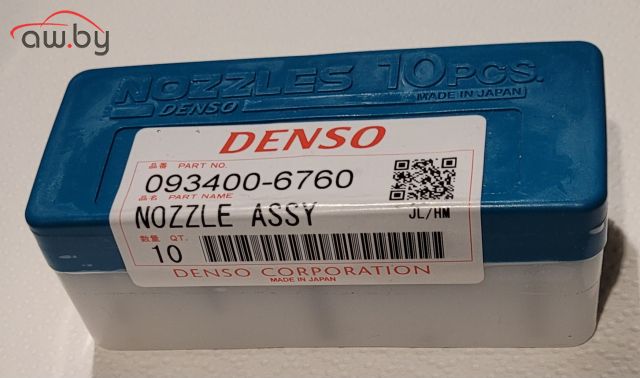 aw.by
NOZZLES 10PCS.
DENSO MADE IN JAPAN
DENSO
品番 PART NO.
093400-6760
品名 PART NAME
NOZZLE ASSY
JL/HM
数量 QT.
10
DENSO CORPORATION
MADE IN JAPAN